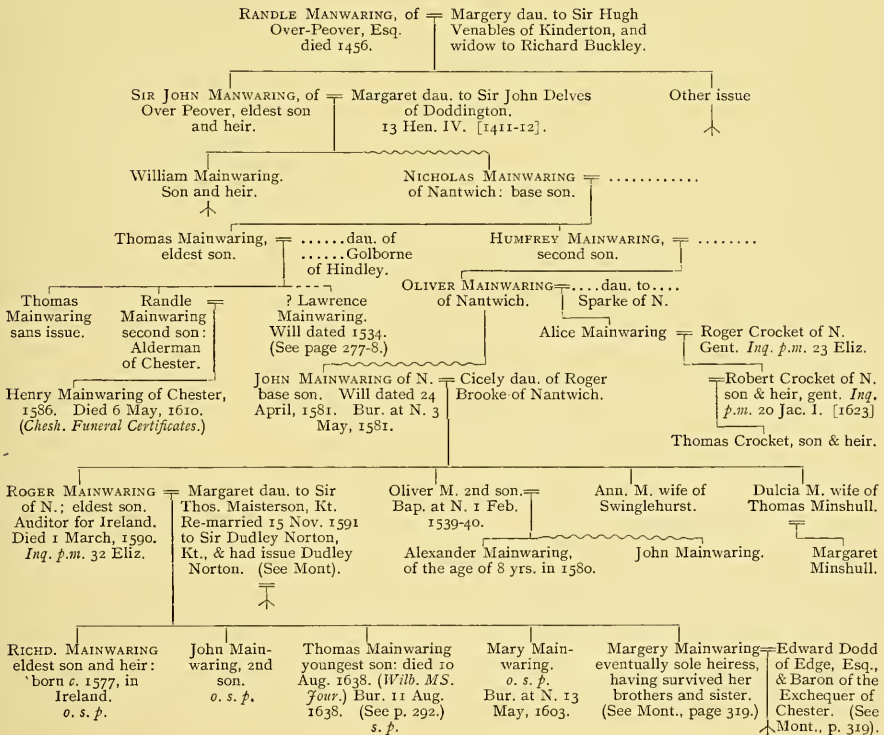 RANDLE MANWARING, of
Over-Peover, Esq.
died 1456.
Margery dau. to Sir Hugh
Venables of Kinderton, and
widow to Richard Buckley.
SIR JOHN MANWARING, of
Over Peover, eldest son
and heir.
Margaret dau. to Sir John Delves
of Doddington.
13 Hen. IV. [1411-12].
Other issue
William Mainwaring.
Son and heir.
NICHOLAS MAINWARING
of Nantwich: base son.
............
Thomas Mainwaring,
eldest son.
......dau. of
......Golborne
of Hindley.
HUMFREY MAINWARING,
second son.
........
Thomas
Mainwaring
sans issue.
Randle
Mainwaring
second son:
Alderman
of Chester.
? Lawrence
Mainwaring.
Will dated 1534.
(See page 277-8.)
OLIVER MAINWARING
of Nantwich.
....dau. to....
Sparke of N.
Alice Mainwaring
Roger Crocket of N.
Gent. Inq. p.m. 23 Eliz.
Henry Mainwaring of Chester,
1586. Died 6 May, 1610.
(Chesh. Funeral Certificates.)
JOHN MAINWARING of N.
base son. Will dated 24
April, 1581. Bur. at N. 3
May, 1581.
Cicely dau. of Roger
Brooke of Nantwich.
Robert Crocket of N.
son & heir, gent. Inq.
p.m. 20 Jac. I. [1623]
Thomas Crocket, son & heir.
ROGER MAINWARING
of N.; eldest son.
Auditor for Ireland.
Died 1 March, 1590.
Inq. p.m. 32 Eliz.
Margaret dau. to Sir
Thos. Maisterson, Kt.
Re-married 15 Nov. 1591
to Sir Dudley Norton,
Kt., & had issue Dudley
Norton. (See Mont).
Oliver M. 2nd son.
Bap. at N. 1 Feb.
1539-40.
Ann. M. wife of
Swinglehurst.
Dulcia M. wife of
Thomas Minshull.
Alexander Mainwaring,
of the age of 8 yrs. in 1580.
John Mainwaring.
Margaret
Minshull.
RICHD. MAINWARING
eldest son and heir:
born c. 1577, in
Ireland.
o. s. p.
John Main-
waring, 2nd
son.
o. s. p.
Thomas Mainwaring
youngest son: died 10
Aug. 1638. (Wilb. MS.
Jour.) Bur. 11 Aug.
1638. (See p. 292.)
s. p.
Mary Main-
waring.
o. s. p.
Bur. at N. 13
May, 1603.
Margery Mainwaring
eventually sole heiress,
having survived her
brothers and sister.
(See Mont., page 319.)
Edward Dodd
of Edge, Esq.,
& Baron of the
Exchequer of
Chester. (See
Mont., p. 319).